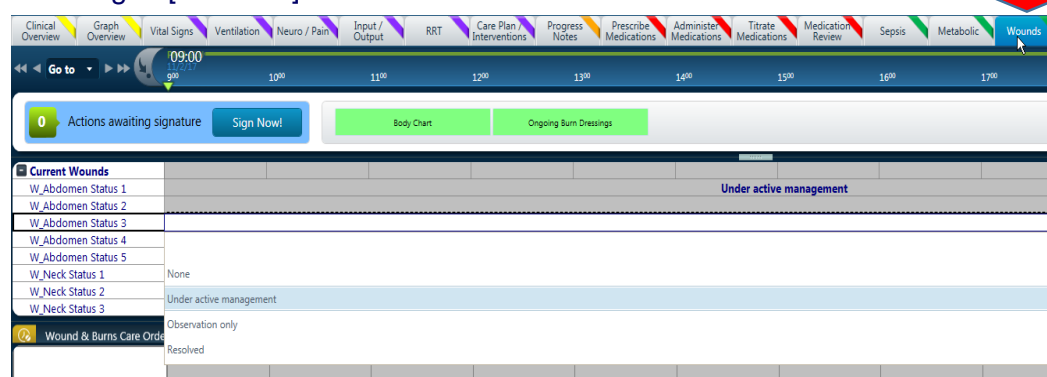 Clinical Overview
Graph Overview
Vital Signs
Ventilation
Neuro / Pain
Input / Output
RRT
Care Plan / Interventions
Progress Notes
Prescribe Medications
Administer Medications
Titrate Medications
Medication Review
Sepsis
Metabolic
Wounds
Go to
09:00
9⁰⁰ 10⁰⁰ 11⁰⁰ 12⁰⁰ 13⁰⁰ 14⁰⁰ 15⁰⁰ 16⁰⁰ 17⁰⁰
0 Actions awaiting signature Sign Now! Body Chart Ongoing Burn Dressings
Current Wounds
W_Abdomen Status 1 Under active management
W_Abdomen Status 2
W_Abdomen Status 3
W_Abdomen Status 4
W_Abdomen Status 5
W_Neck Status 1 None
W_Neck Status 2 Under active management
W_Neck Status 3
Observation only
Wound & Burns Care Orde
Resolved